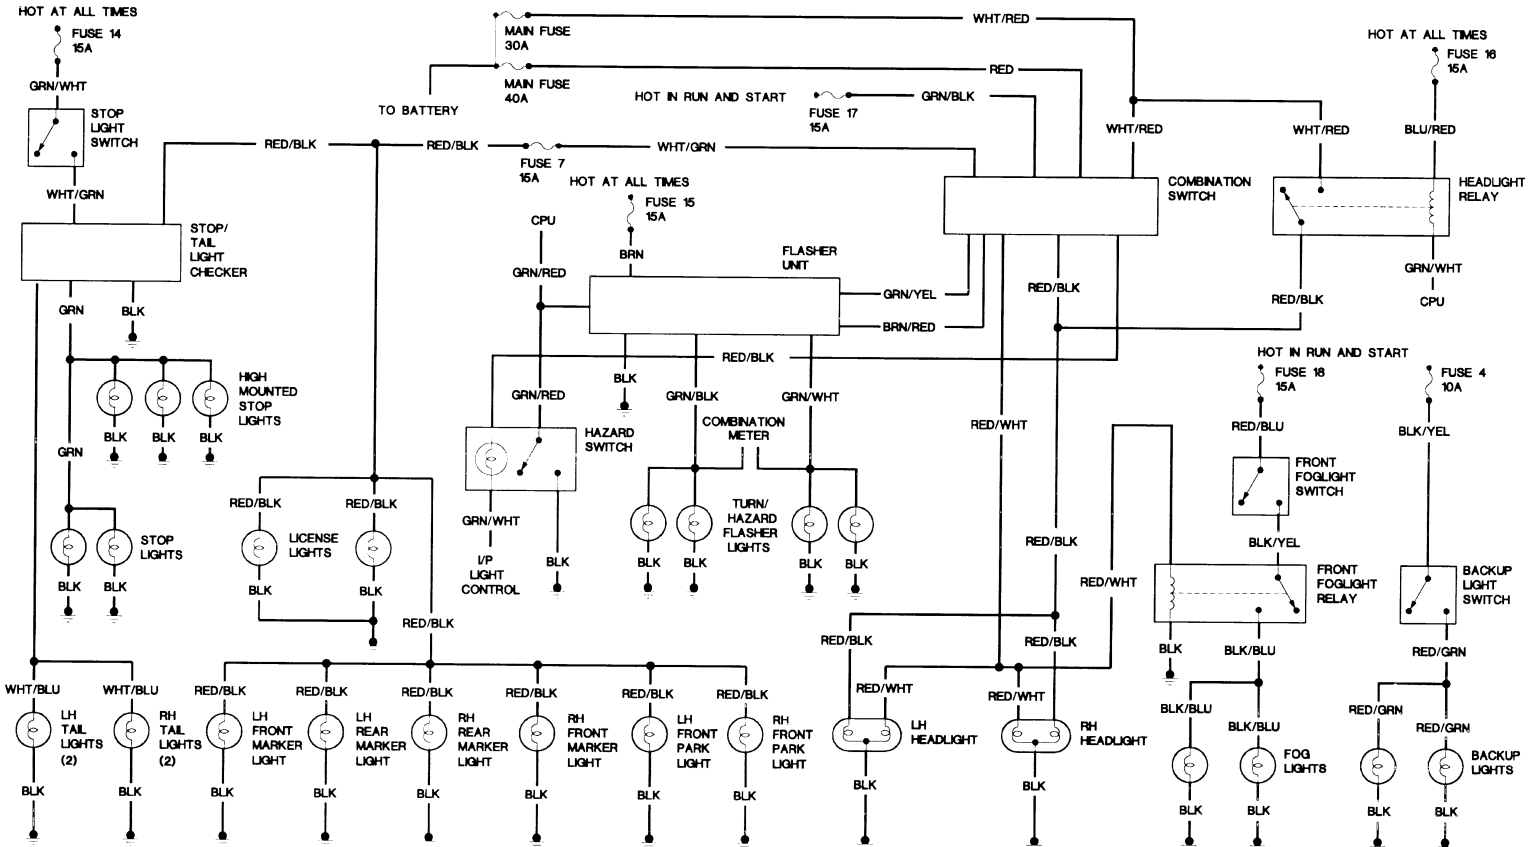 HOT AT ALL TIMES
FUSE 14
15A
GRN/WHT
STOP
LIGHT
SWITCH
WHT/GRN
STOP/
TAIL
LIGHT
CHECKER
RED/BLK
RED/BLK
FUSE 7
15A
WHT/GRN
MAIN FUSE
30A
MAIN FUSE
40A
TO BATTERY
WHT/RED
RED
HOT IN RUN AND START
FUSE 17
15A
GRN/BLK
WHT/RED
WHT/RED
HOT AT ALL TIMES
FUSE 16
15A
BLU/RED
COMBINATION
SWITCH
HEADLIGHT
RELAY
GRN/WHT
CPU
RED/BLK
HOT AT ALL TIMES
FUSE 15
15A
BRN
CPU
GRN/RED
FLASHER
UNIT
GRN/YEL
BRN/RED
RED/BLK
RED/BLK
GRN
BLK
HIGH
MOUNTED
STOP
LIGHTS
BLK
BLK
BLK
GRN
STOP
LIGHTS
BLK
BLK
BLK
GRN/RED
GRN/BLK
GRN/WHT
COMBINATION
METER
HAZARD
SWITCH
GRN/WHT
I/P
LIGHT
CONTROL
BLK
TURN/
HAZARD
FLASHER
LIGHTS
BLK
BLK
BLK
BLK
RED/WHT
RED/BLK
RED/WHT
HOT IN RUN AND START
FUSE 18
15A
RED/BLU
FRONT
FOGLIGHT
SWITCH
BLK/YEL
FRONT
FOGLIGHT
RELAY
FUSE 4
10A
BLK/YEL
BACKUP
LIGHT
SWITCH
RED/BLK
RED/BLK
LICENSE
LIGHTS
BLK
BLK
RED/BLK
RED/BLK
RED/BLK
BLK
BLK/BLU
RED/GRN
WHT/BLU
WHT/BLU
RED/BLK
RED/BLK
RED/BLK
RED/BLK
RED/BLK
RED/BLK
RED/WHT
RED/WHT
BLK/BLU
BLK/BLU
RED/GRN
RED/GRN
LH
TAIL
LIGHTS
(2)
RH
TAIL
LIGHTS
(2)
LH
FRONT
MARKER
LIGHT
LH
REAR
MARKER
LIGHT
RH
REAR
MARKER
LIGHT
RH
FRONT
MARKER
LIGHT
LH
FRONT
PARK
LIGHT
RH
FRONT
PARK
LIGHT
LH
HEADLIGHT
RH
HEADLIGHT
FOG
LIGHTS
BACKUP
LIGHTS
BLK
BLK
BLK
BLK
BLK
BLK
BLK
BLK
BLK
BLK
BLK
BLK
BLK
BLK